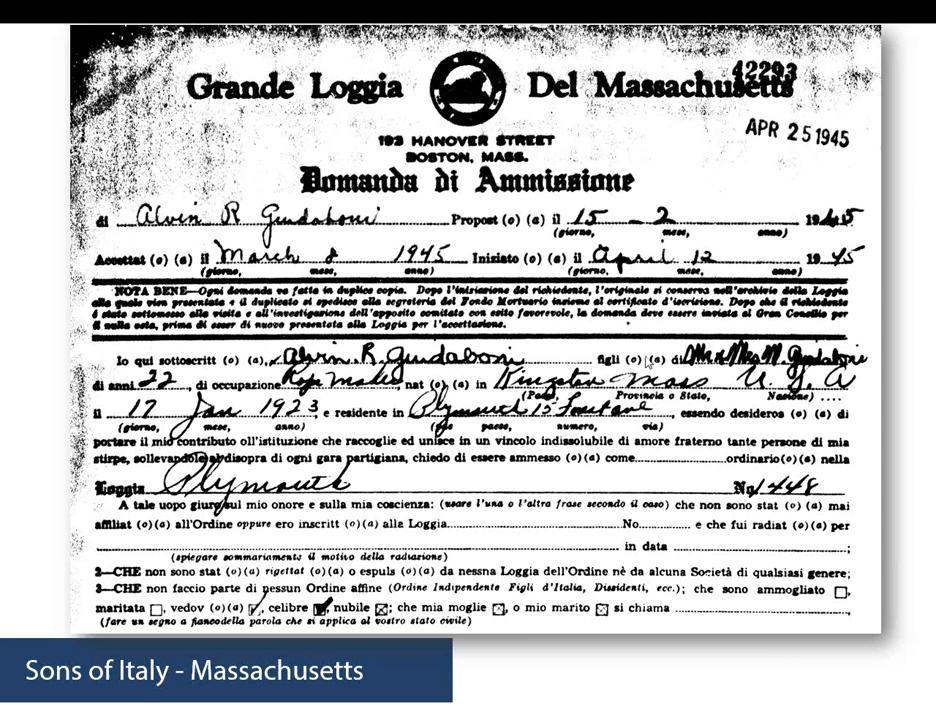 42293
Grande Loggia Del Massachusetts
APR 25 1945
193 HANOVER STREET
BOSTON, MASS.
Domanda di Ammissione
di Alvin R Guidaboni Propost (o) (a) il 15 - 2 1945
(giorno, mese, anno)
Accettat (o) (a) il March 8 1945 Iniziato (o) (a) il April 12 1945
(giorno, mese, anno) (giorno, mese, anno)
NOTA BENE—Ogni domanda va fatta in duplice copia. Dopo l'iniziazione del richiedente, l'originale si conserva nell'archivio della Loggia
alla quale vien presentata e il duplicato si spedisce alla segreteria del Fondo Mortuario insieme al certificato d'iscrizione. Dopo che il richiedente
è stato sottomesso alla visita e all'investigazione dell'apposito comitato con esito favorevole, la domanda deve essere inviata al Gran Concilio per
il nulla osta, prima di esser di nuovo presentata alla Loggia per l'accettazione.
Io qui sottoscritt (o) (a), Alvin R. Guidaboni figli (o) (a) di Mr & Mrs M. Guidaboni
di anni 22, di occupazione Rope Maker, nat (o) (a) in Kingston Mass U. S. A
(Paese, Provincia o Stato, Nazione)
il 17 Jan 1923, e residente in Plymouth 15, essendo desideros (o) (a) di
(giorno, mese, anno) paese, numero, via)
portare il mio contributo oll'istituzione che raccoglie ed unisce in un vincolo indissolubile di amore fraterno tante persone di mia
stirpe, sollevandole al disopra di ogni gara partigiana, chiedo di essere ammesso (o) (a) come ordinario(o) (a) nella
Loggia Plymouth No 1448
A tale uopo giuro sul mio onore e sulla mia coscienza: (usare l'una o l'altra frase secondo il caso) che non sono stat (o) (a) mai
affiliat (o)(a) all'Ordine oppure ero inscritt (o)(a) alla Loggia No. e che fui radiat (o) (a) per
in data ;
(spiegare sommariamente il motivo della radiazione)
2—CHE non sono stat (o)(a) rigettat (o)(a) o espuls (o)(a) da nessna Loggia dell'Ordine nè da alcuna Società di qualsiasi genere;
3—CHE non faccio parte di nessun Ordine affine (Ordine Indipendente Figli d'Italia, Dissidenti, ecc.); che sono ammogliato ,
maritata , vedov (o)(a) , celibre nubile ; che mia moglie , o mio marito si chiama ,
(fare un segno a fiancodella parola che si applica al vostro stato civile)
Sons of Italy - Massachusetts